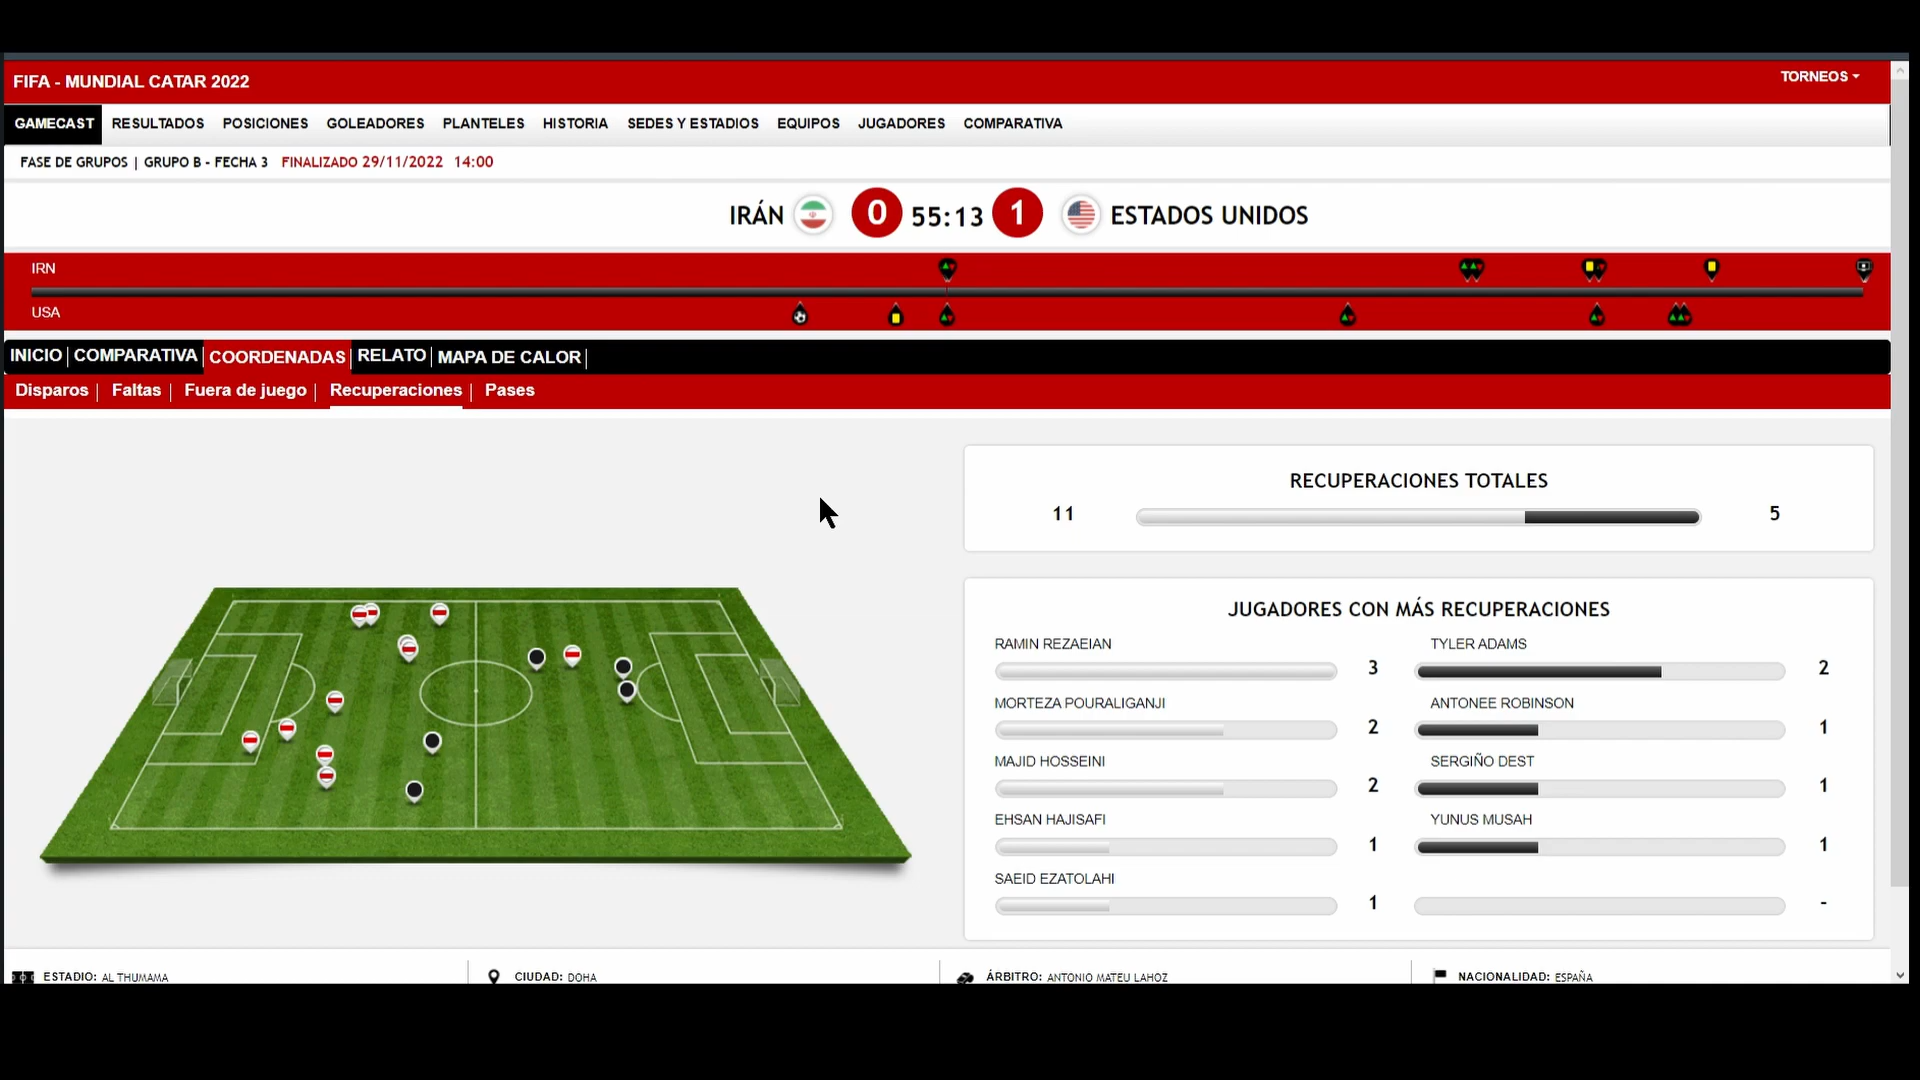 FIFA - MUNDIAL CATAR 2022
TORNEOS
GAMECAST RESULTADOS POSICIONES GOLEADORES PLANTELES HISTORIA SEDES Y ESTADIOS EQUIPOS JUGADORES COMPARATIVA
FASE DE GRUPOS | GRUPO B - FECHA 3 FINALIZADO 29/11/2022 14:00
IRÁN 0 55:13 1 ESTADOS UNIDOS
IRN
USA
INICIO | COMPARATIVA | COORDENADAS | RELATO | MAPA DE CALOR |
Disparos | Faltas | Fuera de juego | Recuperaciones | Pases
RECUPERACIONES TOTALES
11 5
JUGADORES CON MÁS RECUPERACIONES
RAMIN REZAEIAN 3 TYLER ADAMS 2
MORTEZA POURALIGANJI 2 ANTONEE ROBINSON 1
MAJID HOSSEINI 2 SERGIÑO DEST 1
EHSAN HAJISAFI 1 YUNUS MUSAH 1
SAEID EZATOLAHI 1 -
ESTADIO: AL THUMAMA CIUDAD: DOHA ÁRBITRO: ANTONIO MATEU LAHOZ NACIONALIDAD: ESPAÑA